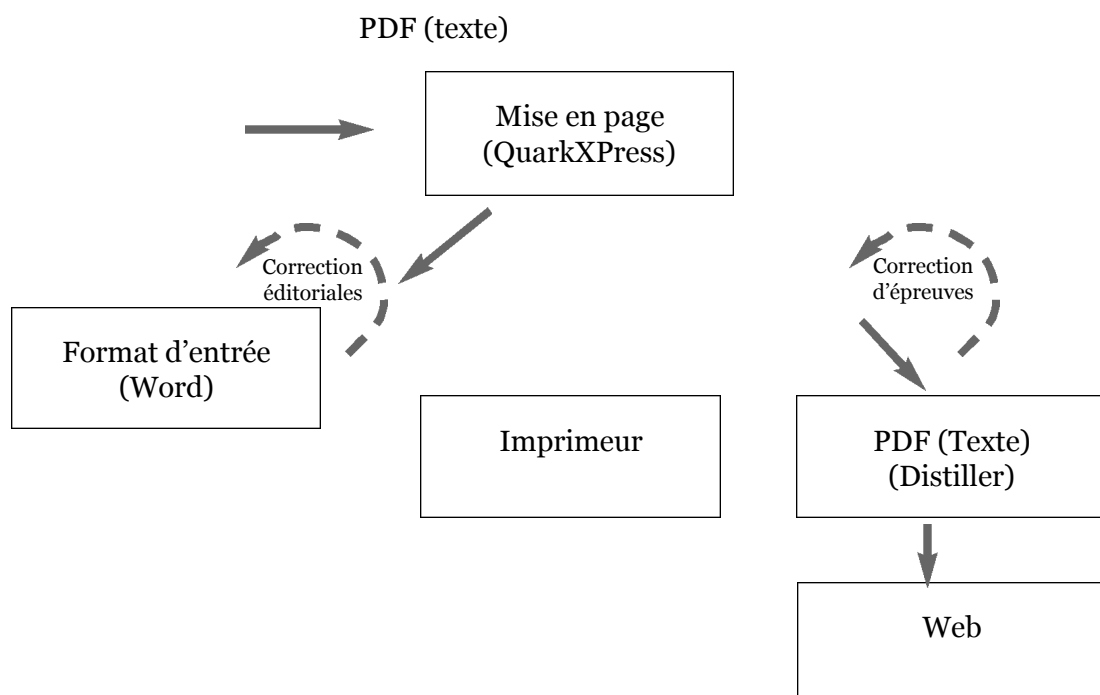 PDF (texte)
Mise en page
(QuarkXPress)
Correction
éditoriales
Correction
d’épreuves
Format d’entrée
(Word)
Imprimeur
PDF (Texte)
(Distiller)
Web